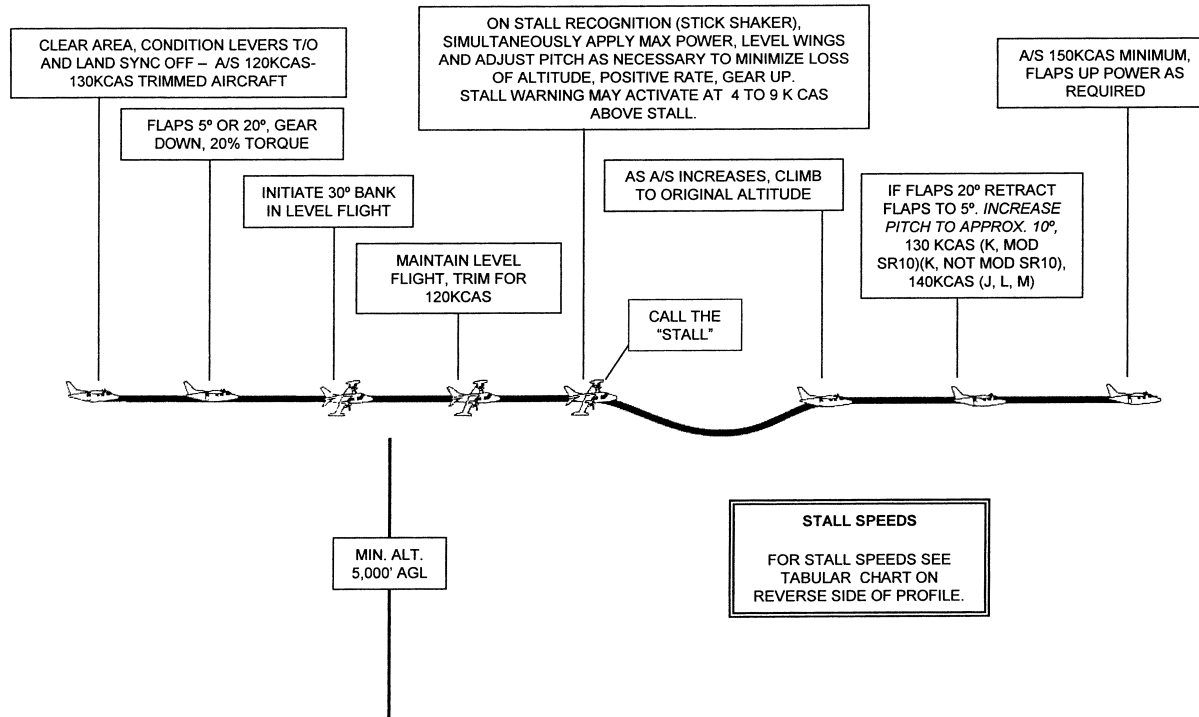 CLEAR AREA, CONDITION LEVERS T/O
AND LAND SYNC OFF – A/S 120KCAS-
130KCAS TRIMMED AIRCRAFT
FLAPS 5º OR 20º, GEAR
DOWN, 20% TORQUE
INITIATE 30º BANK
IN LEVEL FLIGHT
MAINTAIN LEVEL
FLIGHT, TRIM FOR
120KCAS
ON STALL RECOGNITION (STICK SHAKER),
SIMULTANEOUSLY APPLY MAX POWER, LEVEL WINGS
AND ADJUST PITCH AS NECESSARY TO MINIMIZE LOSS
OF ALTITUDE, POSITIVE RATE, GEAR UP.
STALL WARNING MAY ACTIVATE AT 4 TO 9 K CAS
ABOVE STALL.
CALL THE
“STALL”
AS A/S INCREASES, CLIMB
TO ORIGINAL ALTITUDE
IF FLAPS 20º RETRACT
FLAPS TO 5º. INCREASE
PITCH TO APPROX. 10º,
130 KCAS (K, MOD
SR10)(K, NOT MOD SR10),
140KCAS (J, L, M)
A/S 150KCAS MINIMUM,
FLAPS UP POWER AS
REQUIRED
MIN. ALT.
5,000’ AGL
STALL SPEEDS
FOR STALL SPEEDS SEE
TABULAR CHART ON
REVERSE SIDE OF PROFILE.